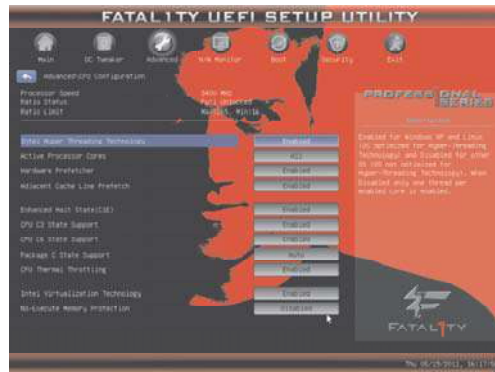 FATAL1TY UEFI SETUP UTILITY
Main
OC Tweaker
Advanced
H/W Monitor
Boot
Security
Exit
Advanced\CPU Configuration
Processor Speed 3400 MHz
Ratio Status
Ratio Limit
PROFESSIONAL
SERIES
Description
Intel Hyper Threading Technology Enabled
Active Processor Cores All
Hardware Prefetcher Enabled
Adjacent Cache Line Prefetch Enabled
Enhanced Halt State(C1E) Enabled
CPU C3 State Support Enabled
CPU C6 State Support Enabled
Package C State Support Auto
CPU Thermal Throttling Enabled
Intel Virtualization Technology Enabled
No-Execute Memory Protection Disabled
Enabled for Windows XP and Linux
(OS optimized for Hyper-Threading
Technology) and Disabled for other
OS (OS not optimized for
Hyper-Threading Technology). When
Disabled only one thread per
enabled core is enabled.
FATAL1TY